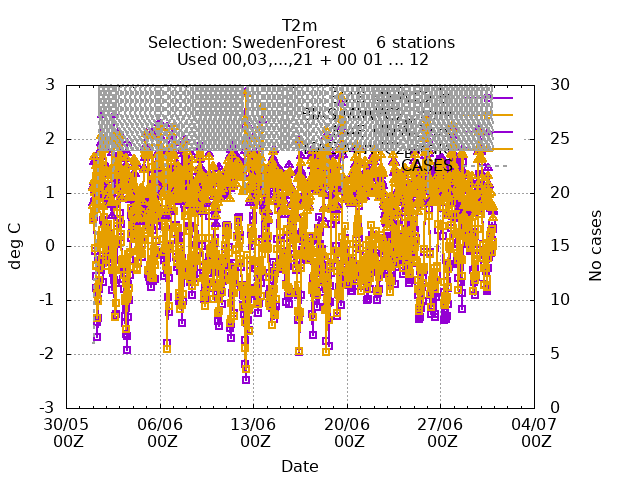 T2m
Selection: SwedenForest 6 stations
Used 00,03,...,21 + 00 01 ... 12
3 30
2 25
1 20
0 15
-1 10
-2 5
-3 0
deg C
No cases
CASES
30/05 06/06 13/06 20/06 27/06 04/07
00Z 00Z 00Z 00Z 00Z 00Z
Date